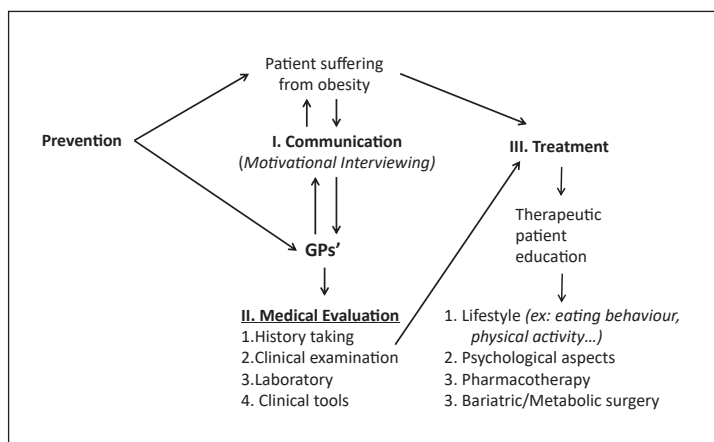 Patient suffering
from obesity
Prevention
I. Communication
(Motivational Interviewing)
III. Treatment
GPs’
Therapeutic
patient
education
II. Medical Evaluation
1.History taking
2.Clinical examination
3.Laboratory
4. Clinical tools
1. Lifestyle (ex: eating behaviour,
physical activity...)
2. Psychological aspects
3. Pharmacotherapy
3. Bariatric/Metabolic surgery